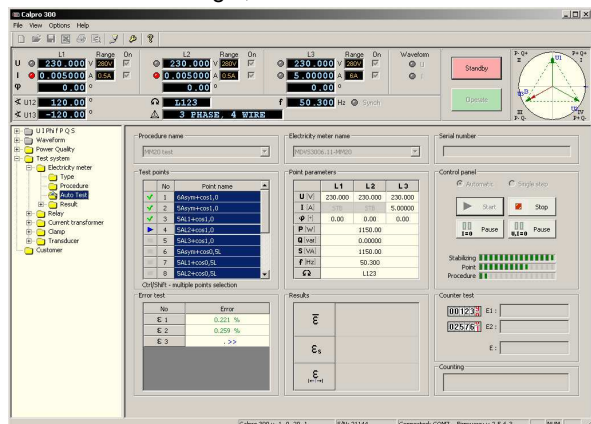 Calpro 300
File View Options Help
L1 Range On L2 Range On L3 Range On Waveform
U 230.000 V 280V 230.000 V 280V 230.000 V 280V U
I 0.005000 A 0.5A 0.005000 A 0.5A 5.00000 A 6A I
φ 0.00 ° 0.00 ° 0.00 °
U12 120.00 ° L123 f 50.300 Hz Synch
U13 -120.00 ° 3 PHASE, 4 WIRE
Standby
Operate
P- Q+ P+ Q+
II I
U1
III IV
P- Q- P+ Q-
U I Phi f P Q S
Waveform
Power Quality
Test system
Electricity meter
Type
Procedure
Auto Test
Result
Relay
Current transformer
Clamp
Transducer
Customer
Procedure name
MM20 test
Electricity meter name
Serial number
Test points
No Point name
1 6Asym+cos1,0
2 5Asym+cos1,0
3 5AL1+cos1,0
4 5AL2+cos1,0
5 5AL3+cos1,0
6 5Asym+cos0,5L
7 5AL1+cos0,5L
8 5AL2+cos0,5L
Ctrl/Shift - multiple points selection
Point parameters
L1 L2 L3
U [V] 230.000 230.000 230.000
I [A] 5.00000
φ [°] 0.00 0.00 0.00
P [W] 1150.00
Q [var] 0.00000
S [VA] 1150.00
f [Hz] 50.300
L123
Control panel
Automatic Single step
Start Stop
I=0 Pause U,I=0 Pause
Stabilizing
Point
Procedure
Error test
No Error
ε 1 0.221 %
ε 2 0.259 %
ε 3 . >>
Results
ε
εs
ε
Counter test
00123 E1:
02576 E2:
E:
Counting